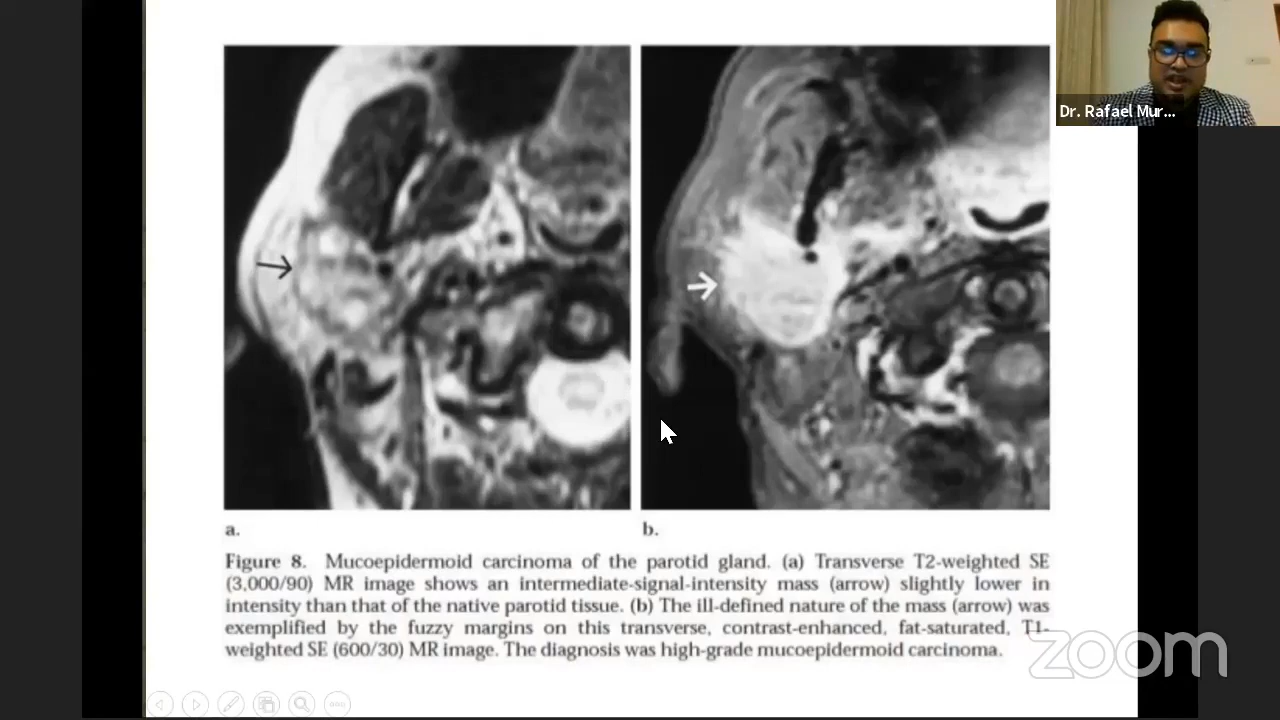 Dr. Rafael Mur...
a.
b.
Figure 8. Mucoepidermoid carcinoma of the parotid gland. (a) Transverse T2-weighted SE
(3,000/90) MR image shows an intermediate-signal-intensity mass (arrow) slightly lower in
intensity than that of the native parotid tissue. (b) The ill-defined nature of the mass (arrow) was
exemplified by the fuzzy margins on this transverse, contrast-enhanced, fat-saturated, T1-
weighted SE (600/30) MR image. The diagnosis was high-grade mucoepidermoid carcinoma.
zoom